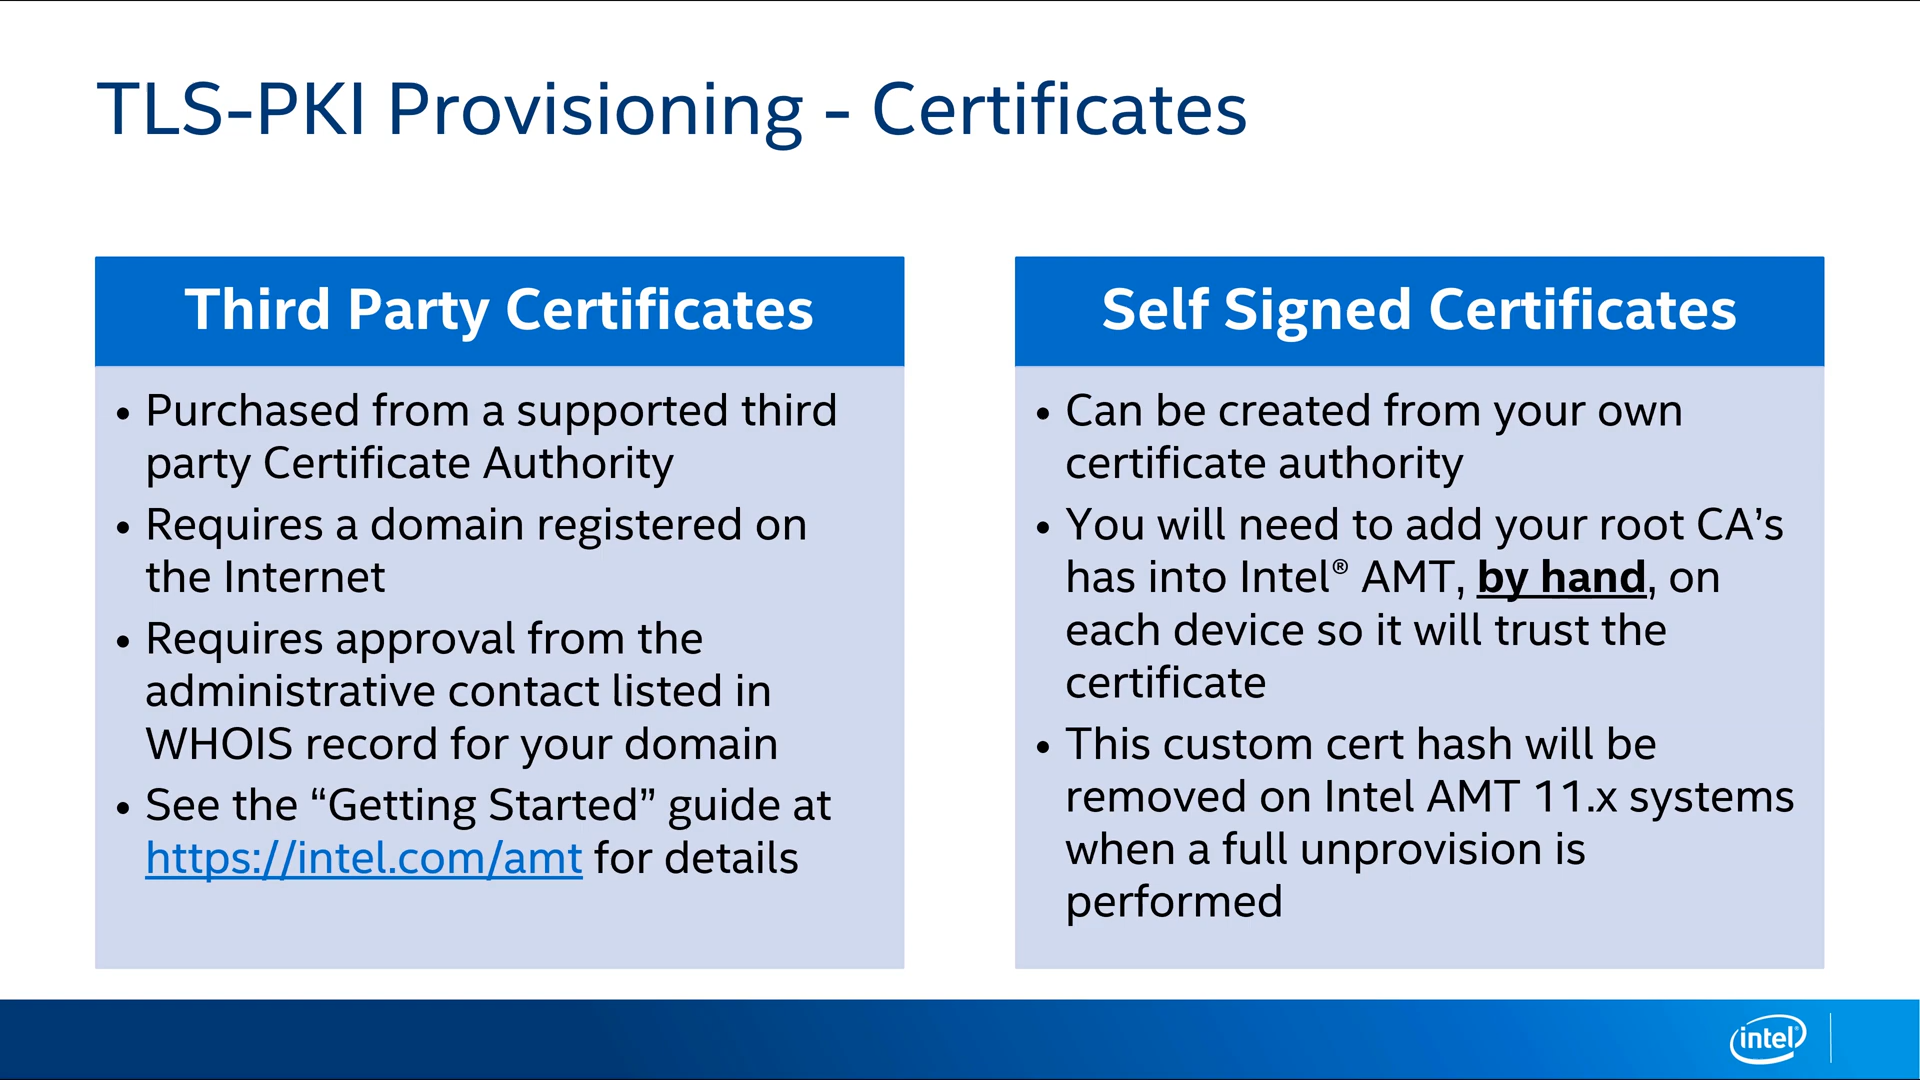 TLS-PKI Provisioning - Certificates
Third Party Certificates
• Purchased from a supported third
party Certificate Authority
• Requires a domain registered on
the Internet
• Requires approval from the
administrative contact listed in
WHOIS record for your domain
• See the “Getting Started” guide at
https://intel.com/amt for details
Self Signed Certificates
• Can be created from your own
certificate authority
• You will need to add your root CA’s
has into Intel® AMT, by hand, on
each device so it will trust the
certificate
• This custom cert hash will be
removed on Intel AMT 11.x systems
when a full unprovision is
performed
intel®